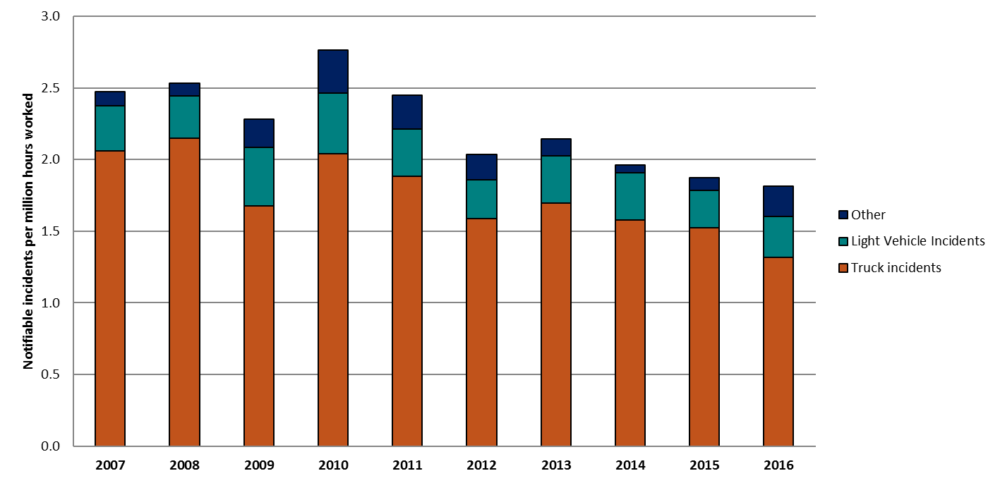 Notifiable incidents per million hours worked
3.0
2.5
2.0
1.5
1.0
0.5
0.0
2007 2008 2009 2010 2011 2012 2013 2014 2015 2016
Other
Light Vehicle Incidents
Truck incidents